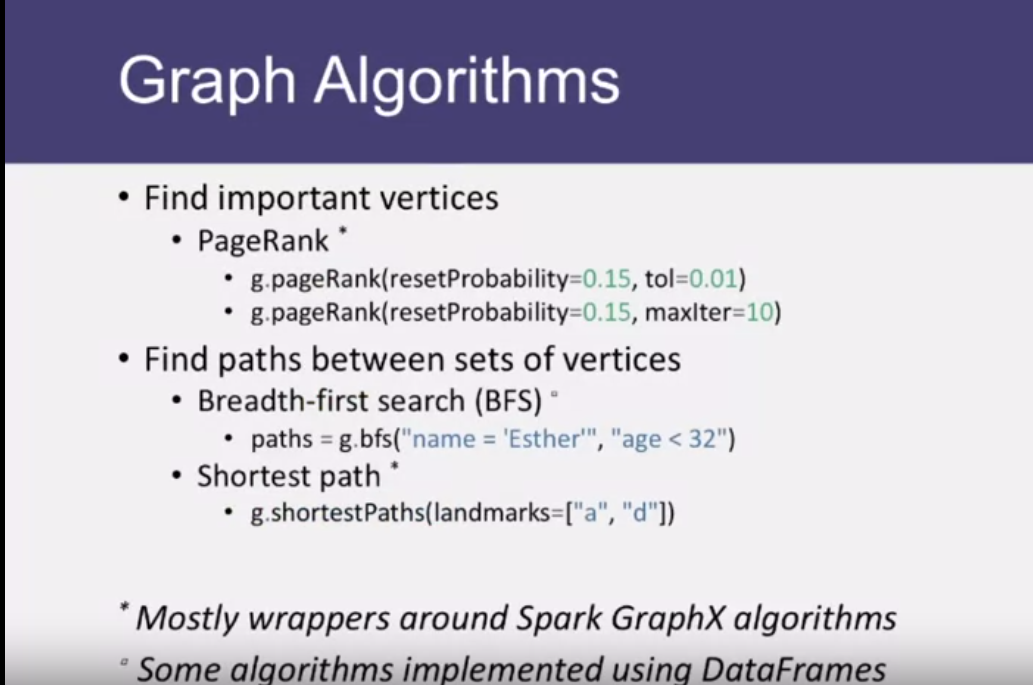 Graph Algorithms
• Find important vertices
• PageRank *
• g.pageRank(resetProbability=0.15, tol=0.01)
• g.pageRank(resetProbability=0.15, maxIter=10)
• Find paths between sets of vertices
• Breadth-first search (BFS) ▫
• paths = g.bfs("name = 'Esther'", "age < 32")
• Shortest path *
• g.shortestPaths(landmarks=["a", "d"])
* Mostly wrappers around Spark GraphX algorithms
▫ Some algorithms implemented using DataFrames